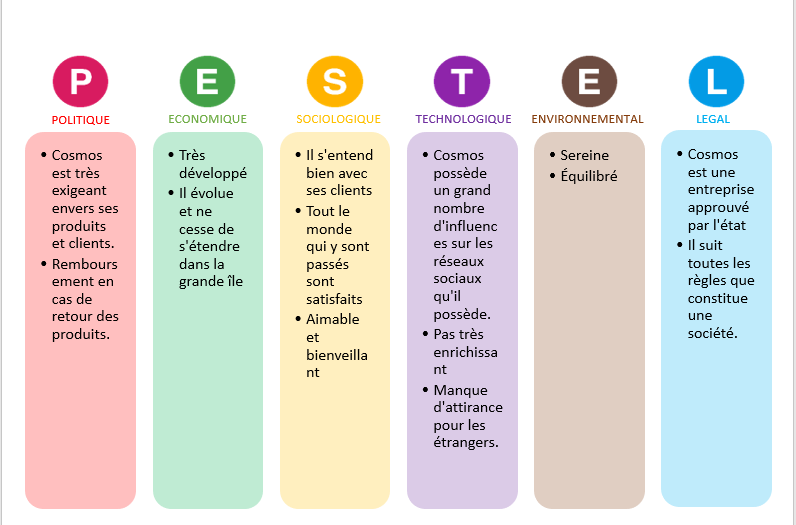 P
POLITIQUE
• Cosmos
est très
exigeant
envers ses
produits
et clients.
• Rembours
ement en
cas de
retour des
produits.
E
ECONOMIQUE
• Très
développé
• Il évolue
et ne
cesse de
s'étendre
dans la
grande île
S
SOCIOLOGIQUE
• Il s'entend
bien avec
ses clients
• Tout le
monde
qui y sont
passés
sont
satisfaits
• Aimable
et
bienveilla
nt
T
TECHNOLOGIQUE
• Cosmos
possède
un grand
nombre
d'influenc
es sur les
réseaux
sociaux
qu'il
possède.
• Pas très
enrichissa
nt
• Manque
d'attirance
pour les
étrangers.
E
ENVIRONNEMENTAL
• Sereine
• Équilibré
L
LEGAL
• Cosmos
est une
entreprise
approuvé
par l'état
• Il suit
toutes les
règles que
constitue
une
société.